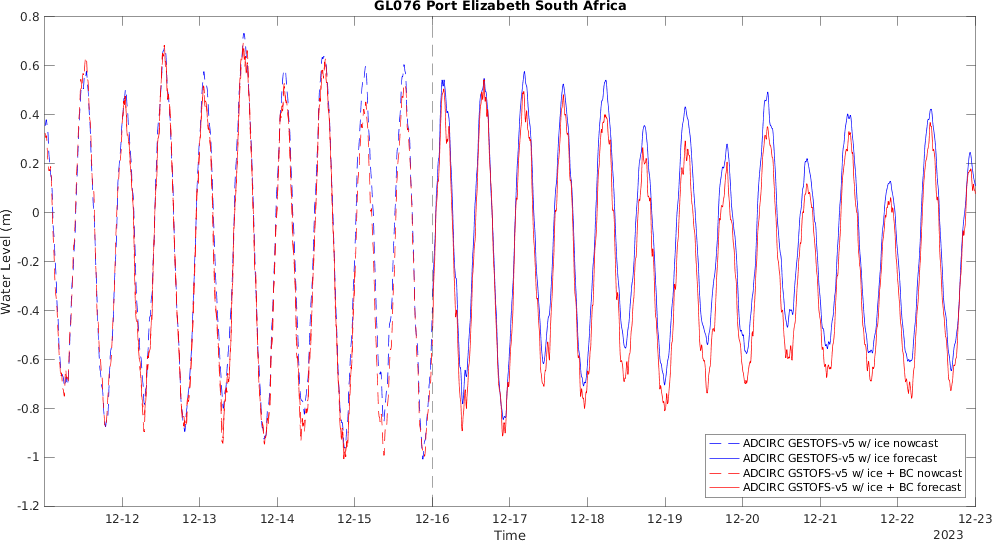 GL076 Port Elizabeth South Africa
0.8
0.6
0.4
0.2
0
-0.2
-0.4
-0.6
-0.8
-1
-1.2
Water Level (m)
ADCIRC GESTOFS-v5 w/ ice nowcast
ADCIRC GESTOFS-v5 w/ ice forecast
ADCIRC GSTOFS-v5 w/ ice + BC nowcast
ADCIRC GSTOFS-v5 w/ ice + BC forecast
12-12 12-13 12-14 12-15 12-16 12-17 12-18 12-19 12-20 12-21 12-22 12-23
Time
2023